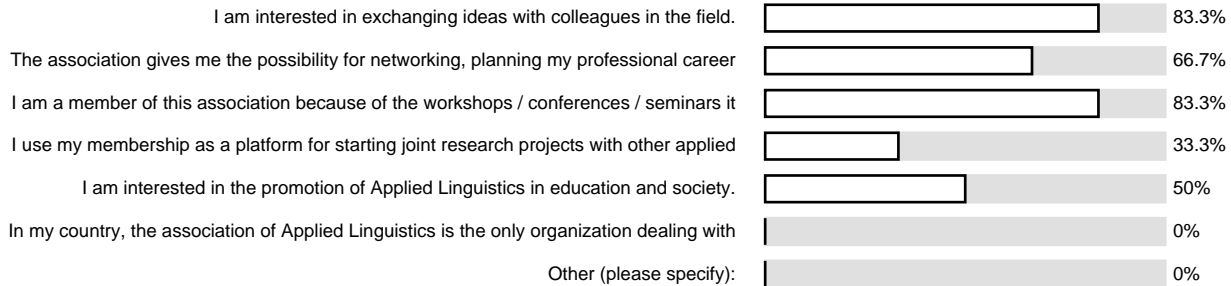 I am interested in exchanging ideas with colleagues in the field. 83.3%
The association gives me the possibility for networking, planning my professional career 66.7%
I am a member of this association because of the workshops / conferences / seminars it 83.3%
I use my membership as a platform for starting joint research projects with other applied 33.3%
I am interested in the promotion of Applied Linguistics in education and society. 50%
In my country, the association of Applied Linguistics is the only organization dealing with 0%
Other (please specify): 0%